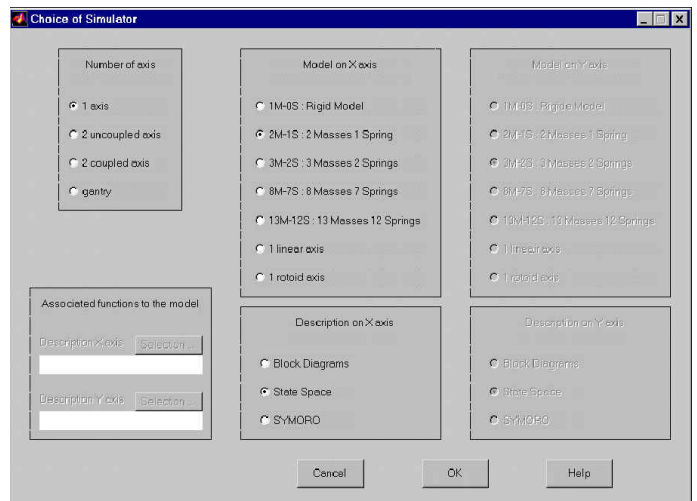 Choice of Simulator
Number of axis
1 axis
2 uncoupled axis
2 coupled axis
gantry
Model on X axis
1M-0S : Rigid Model
2M-1S : 2 Masses 1 Spring
3M-2S : 3 Masses 2 Springs
8M-7S : 8 Masses 7 Springs
13M-12S : 13 Masses 12 Springs
1 linear axis
1 rotoid axis
Model on Y axis
1M-0S : Rigide Model
2M-1S : 2 Masses 1 Spring
3M-2S : 3 Masses 2 Springs
8M-7S : 8 Masses 7 Springs
13M-12S : 13 Masses 12 Springs
1 linear axis
1 rotoid axis
Associated functions to the model
Description X axis
Selection ...
Description Y axis
Selection ...
Description on X axis
Block Diagrams
State Space
SYMORO
Description on Y axis
Block Diagrams
State Space
SYMORO
Cancel
OK
Help